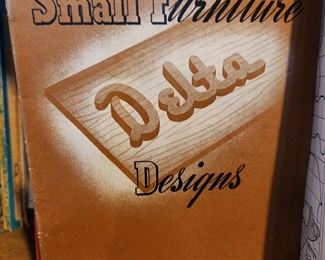 Small Furniture
Delta
Designs